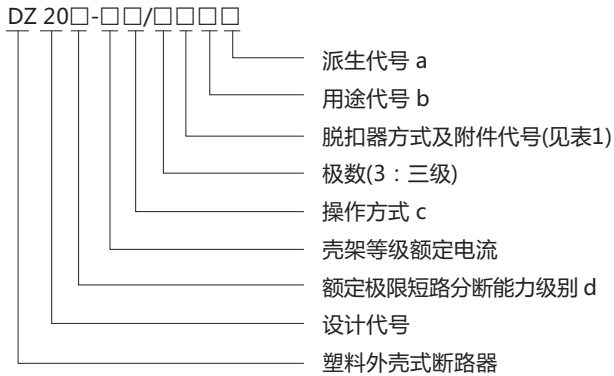 DZ 20□-□□/□□□□
派生代号 a
用途代号 b
脱扣器方式及附件代号(见表1)
极数(3：三级)
操作方式 c
壳架等级额定电流
额定极限短路分断能力级别 d
设计代号
塑料外壳式断路器